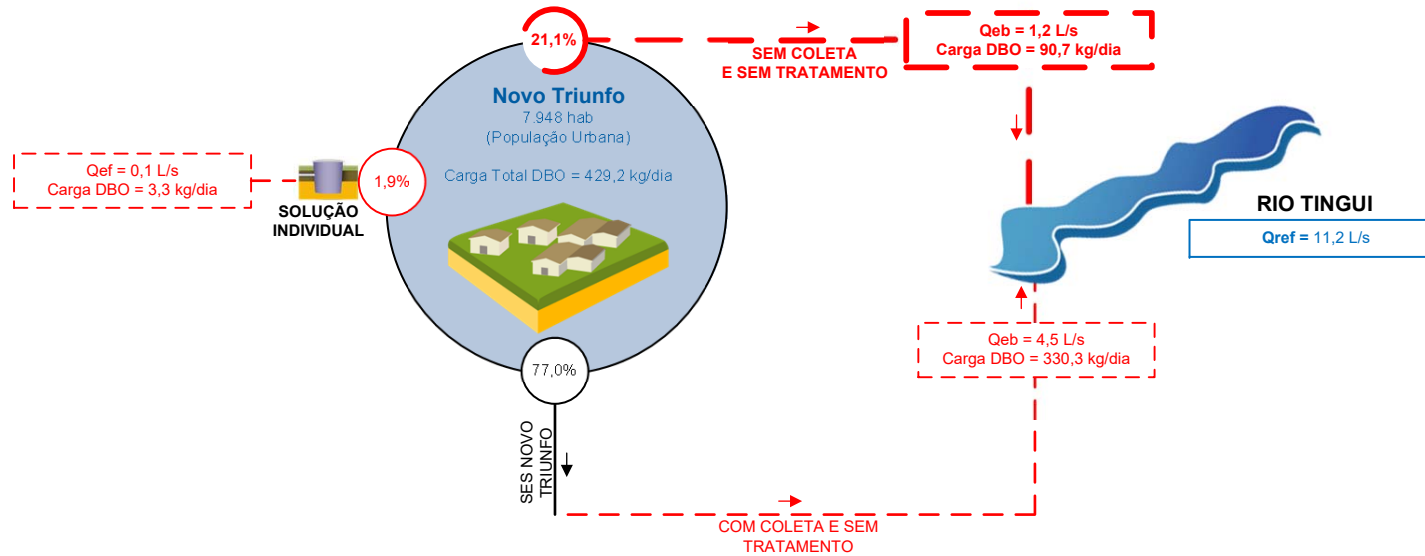 21,1%
SEM COLETA
E SEM TRATAMENTO
Qeb = 1,2 L/s
Carga DBO = 90,7 kg/dia
Novo Triunfo
7.948 hab
(População Urbana)
Carga Total DBO = 429,2 kg/dia
Qef = 0,1 L/s
Carga DBO = 3,3 kg/dia
1,9%
SOLUÇÃO
INDIVIDUAL
RIO TINGUI
Qref = 11,2 L/s
Qeb = 4,5 L/s
Carga DBO = 330,3 kg/dia
77,0%
SES NOVO
TRIUNFO
COM COLETA E SEM
TRATAMENTO